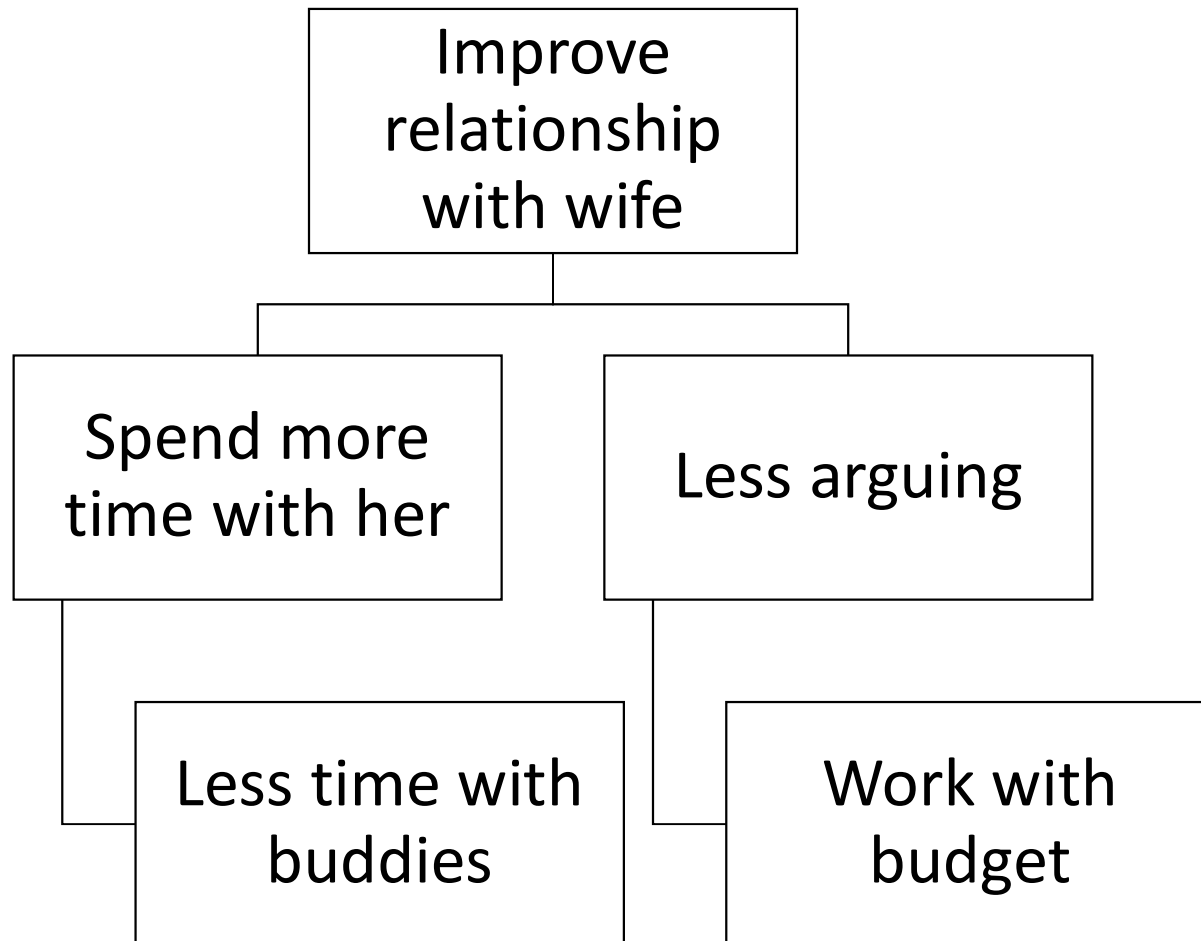 Improve
relationship
with wife
Spend more
time with her
Less arguing
Less time with
buddies
Work with
budget